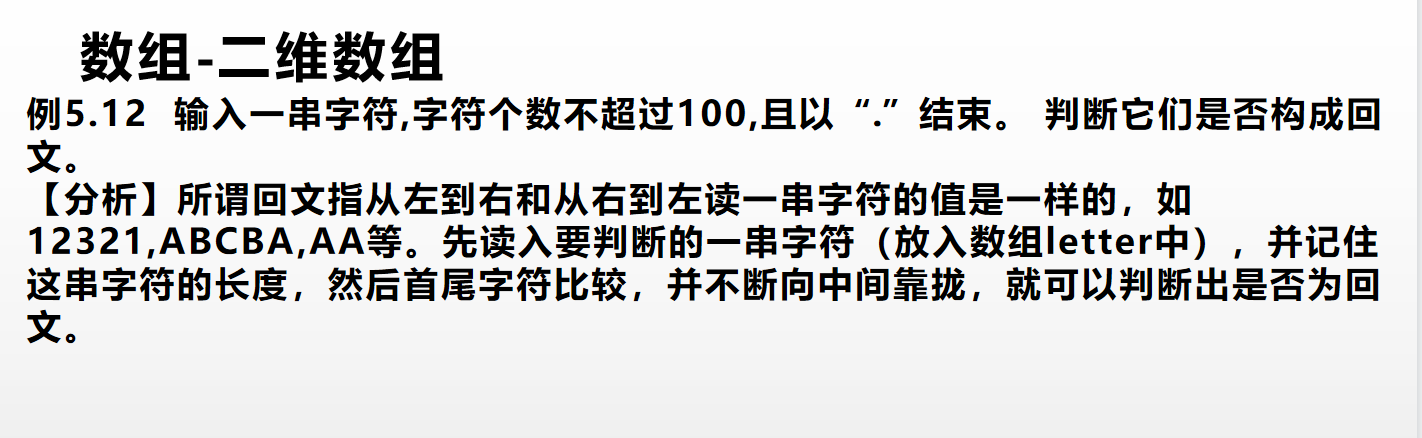 数组-二维数组
例5.12 输入一串字符,字符个数不超过100,且以“.”结束。 判断它们是否构成回
文。
【分析】所谓回文指从左到右和从右到左读一串字符的值是一样的，如
12321,ABCBA,AA等。先读入要判断的一串字符（放入数组letter中），并记住
这串字符的长度，然后首尾字符比较，并不断向中间靠拢，就可以判断出是否为回
文。